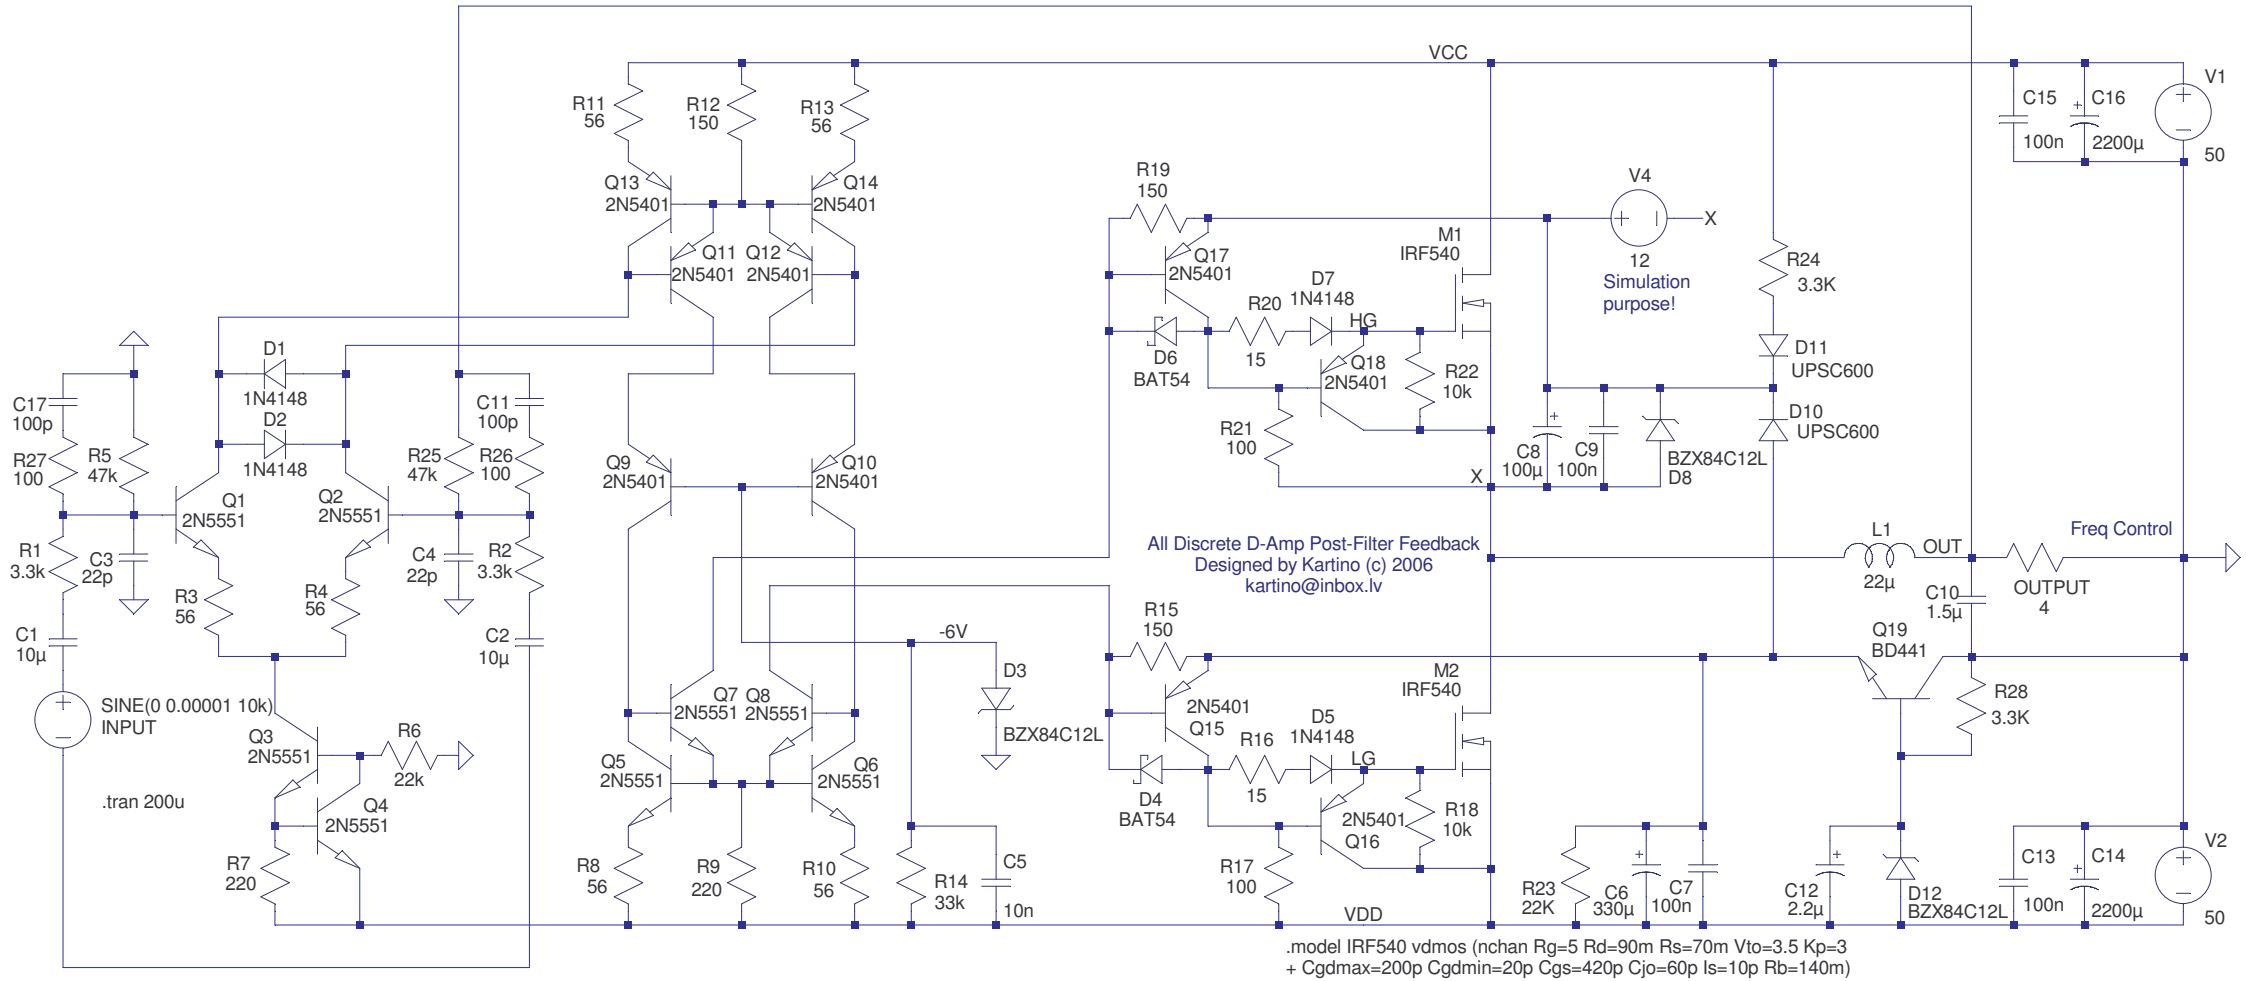 VCC
R11
56
R12
150
R13
56
C15
100n
C16
2200µ
V1
50
Q13
2N5401
Q14
2N5401
Q11
2N5401
Q12
2N5401
R19
150
Q17
2N5401
V4
12
X
Simulation
purpose!
M1
IRF540
R24
3.3K
D7
1N4148
R20
15
HG
D6
BAT54
Q18
2N5401
R22
10k
D11
UPSC600
D10
UPSC600
R21
100
C8
100µ
C9
100n
BZX84C12L
D8
X
D1
1N4148
D2
1N4148
C17
100p
R27
100
R5
47k
C11
100p
R25
47k
R26
100
Q1
2N5551
Q2
2N5551
Q9
2N5401
Q10
2N5401
R1
3.3k
C3
22p
C4
22p
R2
3.3k
R3
56
R4
56
C1
10µ
C2
10µ
All Discrete D-Amp Post-Filter Feedback
Designed by Kartino (c) 2006
kartino@inbox.lv
L1
22µ
OUT
Freq Control
OUTPUT
4
C10
1.5µ
Q19
BD441
R28
3.3K
SINE(0 0.00001 10k)
INPUT
-6V
D3
BZX84C12L
R15
150
M2
IRF540
Q7
2N5551
Q8
2N5551
2N5401
Q15
D5
1N4148
R16
15
LG
D4
BAT54
2N5401
Q16
R18
10k
Q3
2N5551
R6
22k
Q5
2N5551
Q6
2N5551
.tran 200u
Q4
2N5551
R7
220
R8
56
R9
220
R10
56
R14
33k
C5
10n
R17
100
R23
22K
C6
330µ
C7
100n
C12
2.2µ
D12
BZX84C12L
C13
100n
C14
2200µ
V2
50
VDD
.model IRF540 vdmos (nchan Rg=5 Rd=90m Rs=70m Vto=3.5 Kp=3
+ Cgdmax=200p Cgdmin=20p Cgs=420p Cjo=60p Is=10p Rb=140m)